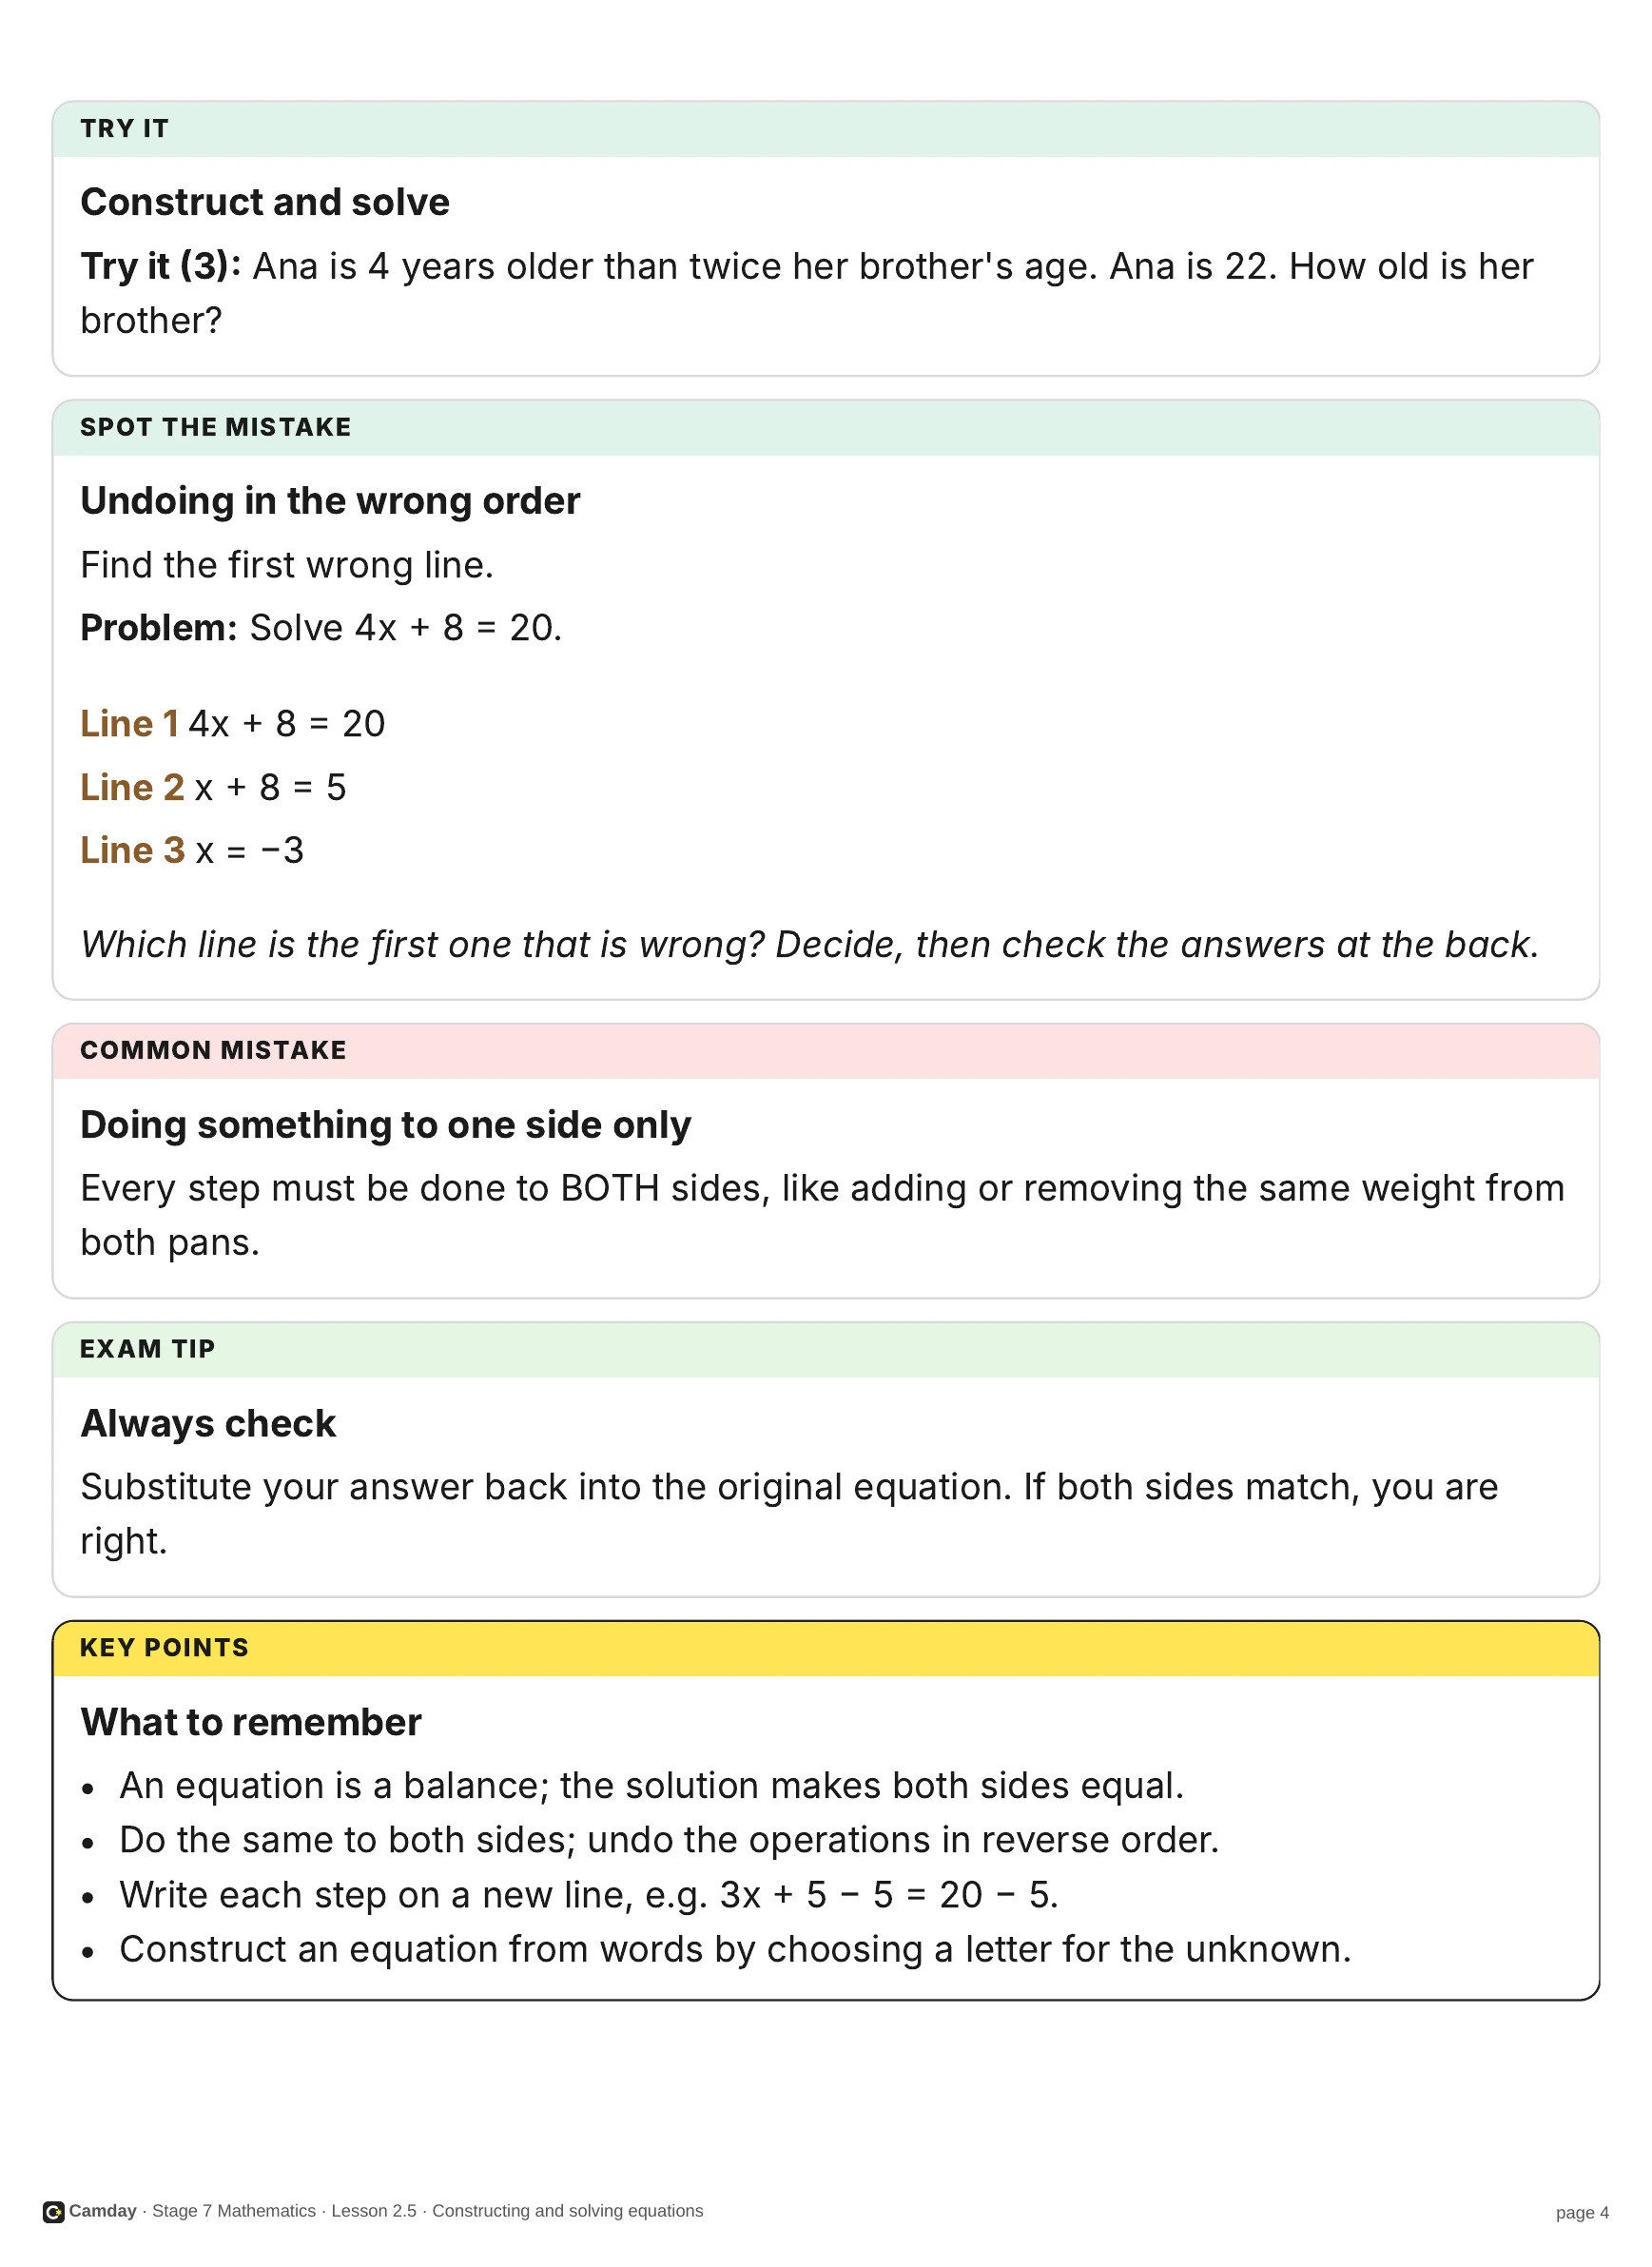 TRY IT
Construct and solve
Try it (3): Ana is 4 years older than twice her brother's age. Ana is 22. How old is her
brother?
SPOT THE MISTAKE
Undoing in the wrong order
Find the first wrong line.
Problem: Solve 4x + 8 = 20.
Line 1 4x + 8 = 20
Line 2 x + 8 = 5
Line 3 x = −3
Which line is the first one that is wrong? Decide, then check the answers at the back.
COMMON MISTAKE
Doing something to one side only
Every step must be done to BOTH sides, like adding or removing the same weight from
both pans.
EXAM TIP
Always check
Substitute your answer back into the original equation. If both sides match, you are
right.
KEY POINTS
What to remember
• An equation is a balance; the solution makes both sides equal.
• Do the same to both sides; undo the operations in reverse order.
• Write each step on a new line, e.g. 3x + 5 − 5 = 20 − 5.
• Construct an equation from words by choosing a letter for the unknown.
Camday · Stage 7 Mathematics · Lesson 2.5 · Constructing and solving equations
page 4